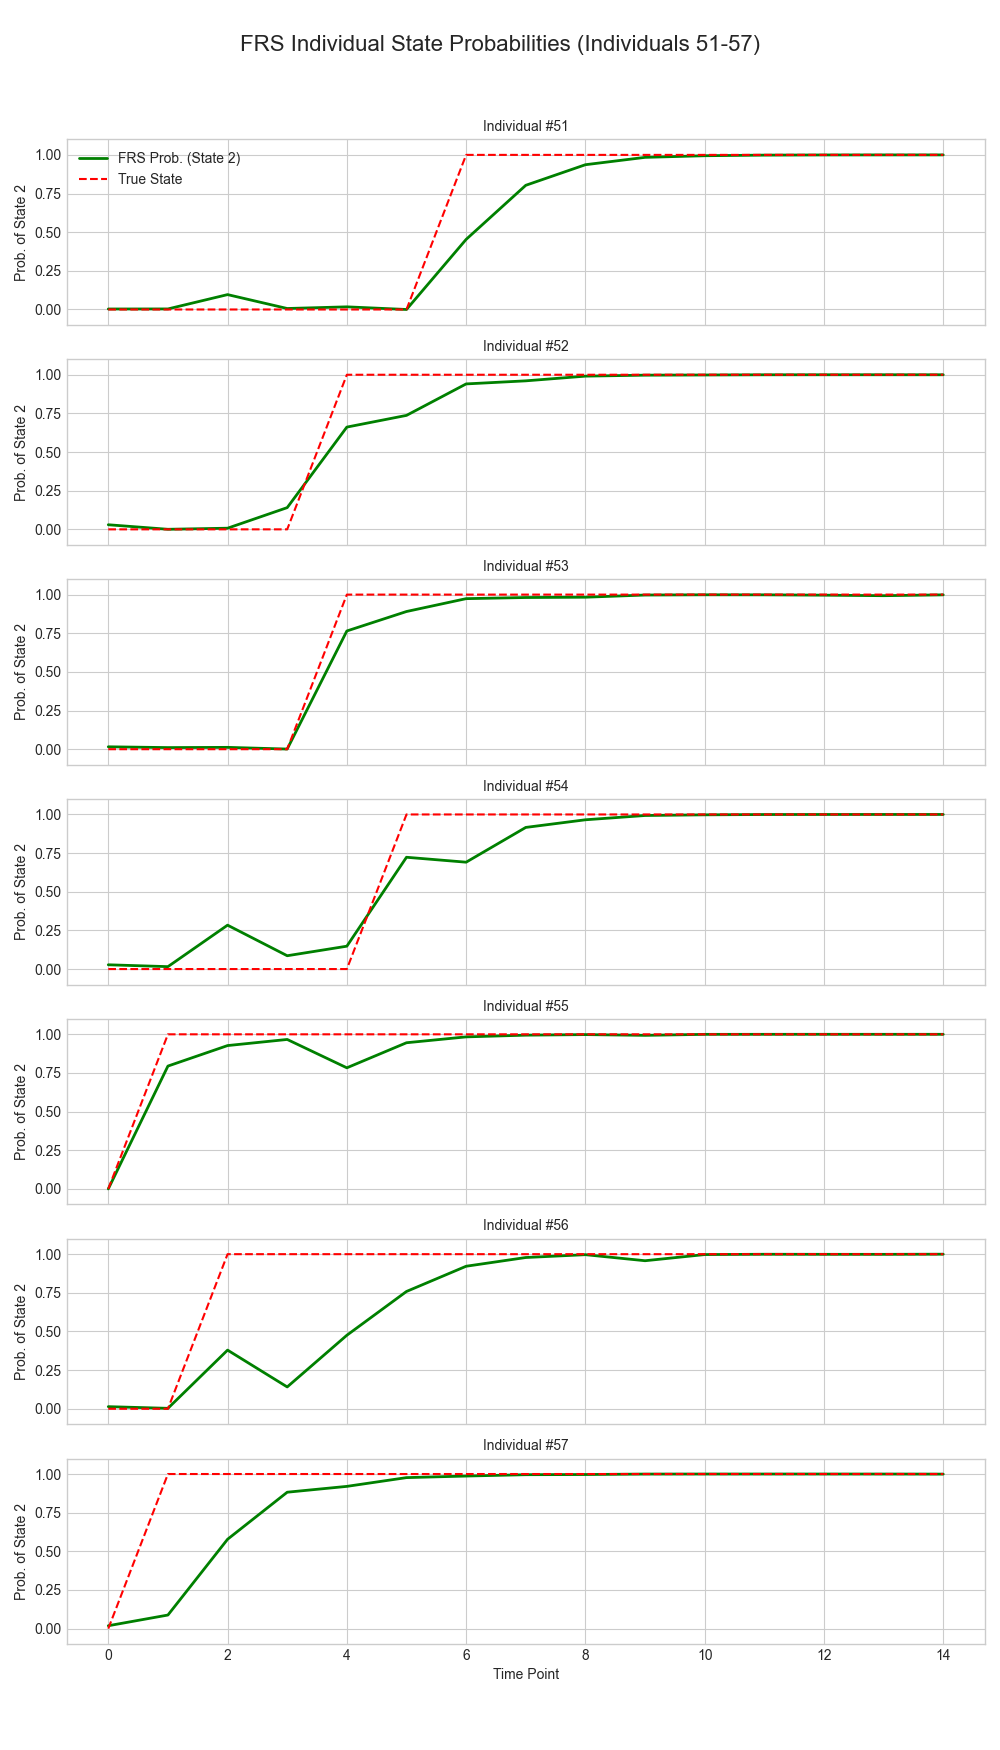 FRS Individual State Probabilities (Individuals 51-57)
Individual #51
1.00
0.75
0.50
0.25
0.00
Prob. of State 2
FRS Prob. (State 2)
True State
Individual #52
1.00
0.75
0.50
0.25
0.00
Prob. of State 2
Individual #53
1.00
0.75
0.50
0.25
0.00
Prob. of State 2
Individual #54
1.00
0.75
0.50
0.25
0.00
Prob. of State 2
Individual #55
1.00
0.75
0.50
0.25
0.00
Prob. of State 2
Individual #56
1.00
0.75
0.50
0.25
0.00
Prob. of State 2
Individual #57
1.00
0.75
0.50
0.25
0.00
Prob. of State 2
0 2 4 6 8 10 12 14
Time Point